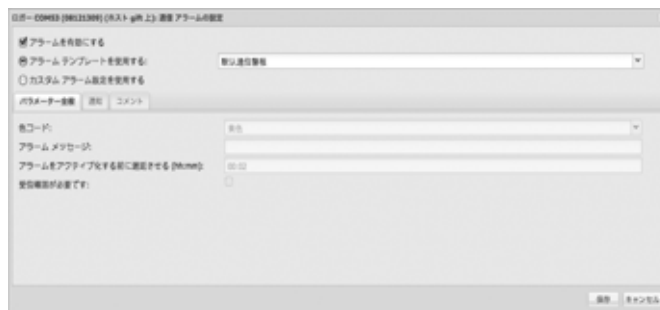 ロガー COM53 [08121309] (ホスト gift 上): 通信 アラームの設定
アラームを有効にする
アラーム テンプレートを使用する: 默认通信警报
カスタム アラーム設定を使用する
パラメーター全般 通知 コメント
色コード: 黄色
アラーム メッセージ:
アラームをアクティブ化する前に遅延させる [hh:mm]: 00:02
受信確認が必要です:
保存 キャンセル